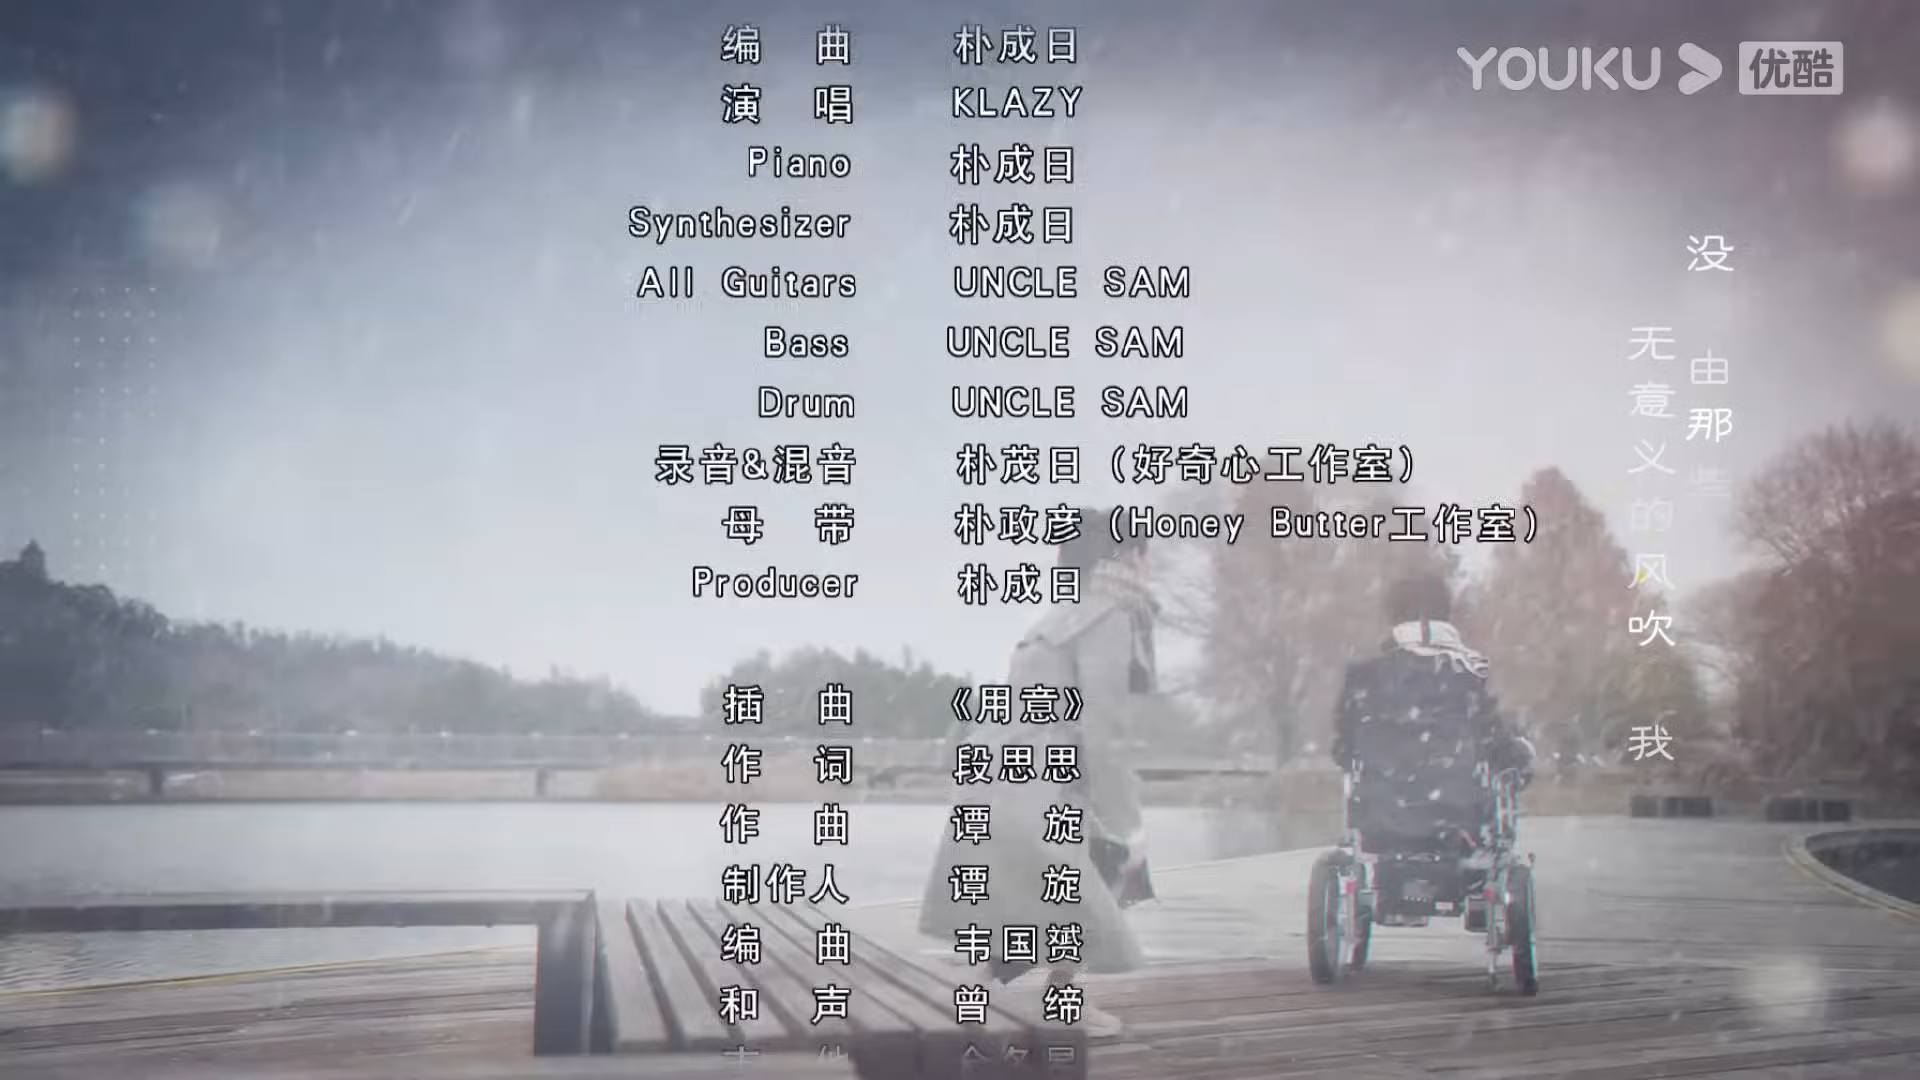 编 曲 朴成日
YOUKU 优酷
演 唱 KLAZY
Piano 朴成日
Synthesizer 朴成日
All Guitars UNCLE SAM
Bass UNCLE SAM
Drum UNCLE SAM
录音&混音 朴茂日（好奇心工作室）
母 带 朴政彦（Honey Butter工作室）
Producer 朴成日
插 曲 《用意》
作 词 段思思
作 曲 谭 旋
制作人 谭 旋
编 曲 韦国赟
和 声 曾 缔
没 由那些
无意义的风吹 我